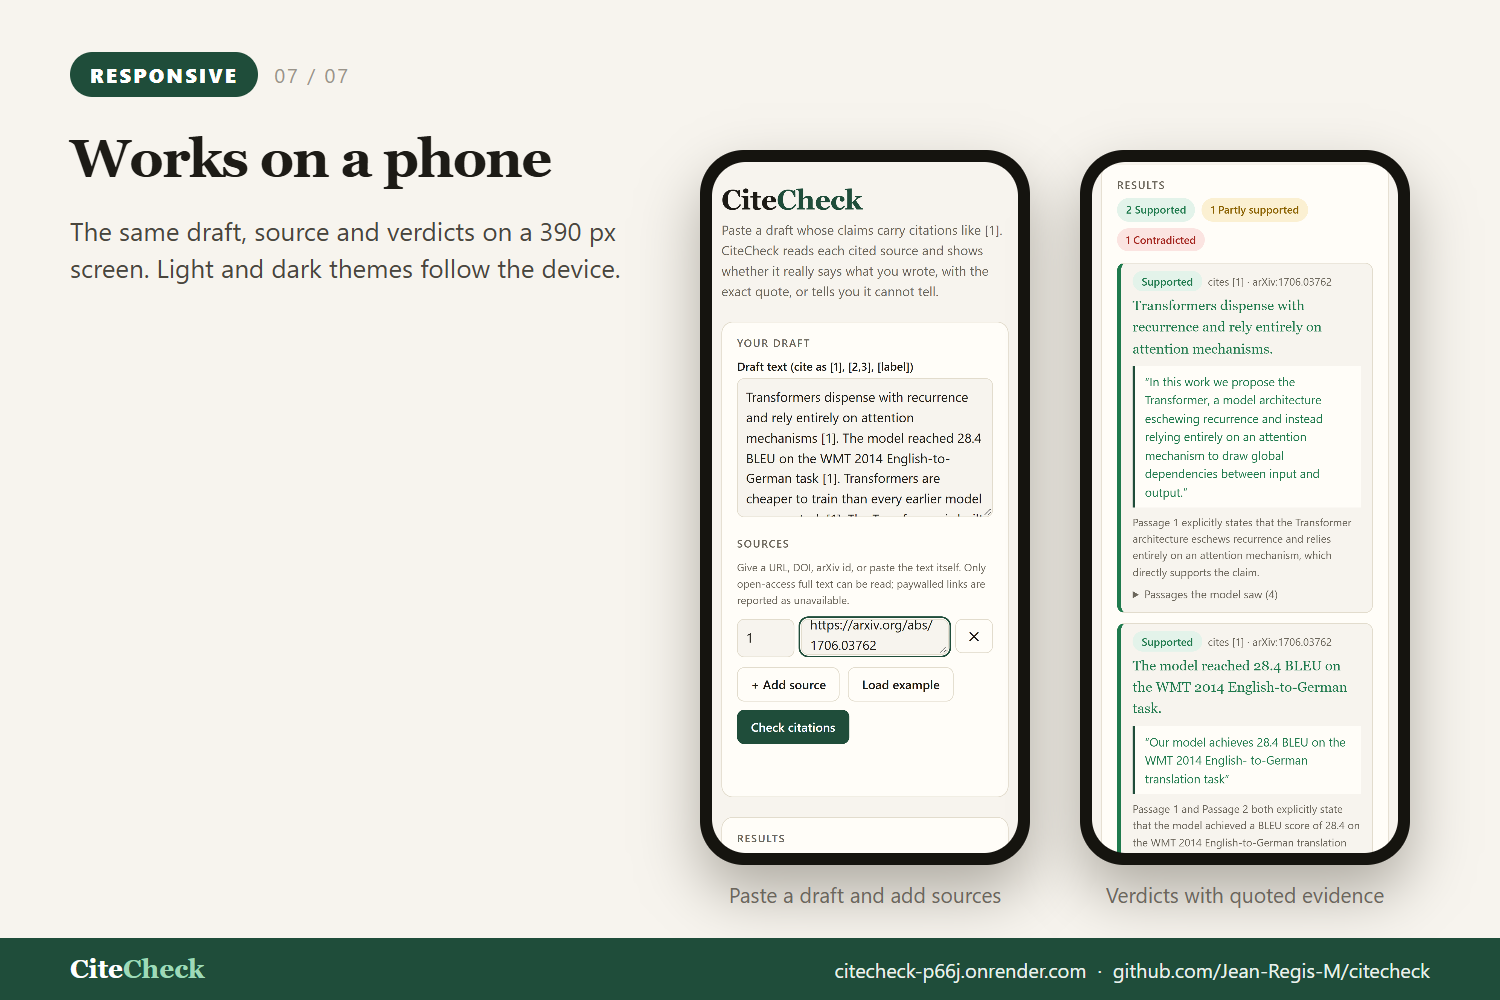 RESPONSIVE 07 / 07
Works on a phone
The same draft, source and verdicts on a 390 px
screen. Light and dark themes follow the device.
CiteCheck
Paste a draft whose claims carry citations like [1].
CiteCheck reads each cited source and shows
whether it really says what you wrote, with the
exact quote, or tells you it cannot tell.
YOUR DRAFT
Draft text (cite as [1], [2,3], [label])
Transformers dispense with recurrence
and rely entirely on attention
mechanisms [1]. The model reached 28.4
BLEU on the WMT 2014 English-to-
German task [1]. Transformers are
cheaper to train than every earlier model
SOURCES
Give a URL, DOI, arXiv id, or paste the text itself. Only
open-access full text can be read; paywalled links are
reported as unavailable.
1
https://arxiv.org/abs/
1706.03762
✕
+ Add source
Load example
Check citations
RESULTS
Paste a draft and add sources
RESULTS
2 Supported
1 Partly supported
1 Contradicted
Supported cites [1] · arXiv:1706.03762
Transformers dispense with
recurrence and rely entirely on
attention mechanisms.
"In this work we propose the
Transformer, a model architecture
eschewing recurrence and instead
relying entirely on an attention
mechanism to draw global
dependencies between input and
output."
Passage 1 explicitly states that the Transformer
architecture eschews recurrence and relies
entirely on an attention mechanism, which
directly supports the claim.
▶ Passages the model saw (4)
Supported cites [1] · arXiv:1706.03762
The model reached 28.4 BLEU on
the WMT 2014 English-to-German
task.
"Our model achieves 28.4 BLEU on the
WMT 2014 English- to-German
translation task"
Passage 1 and Passage 2 both explicitly state
that the model achieved a BLEU score of 28.4 on
the WMT 2014 English-to-German translation
Verdicts with quoted evidence
CiteCheck
citecheck-p66j.onrender.com · github.com/Jean-Regis-M/citecheck